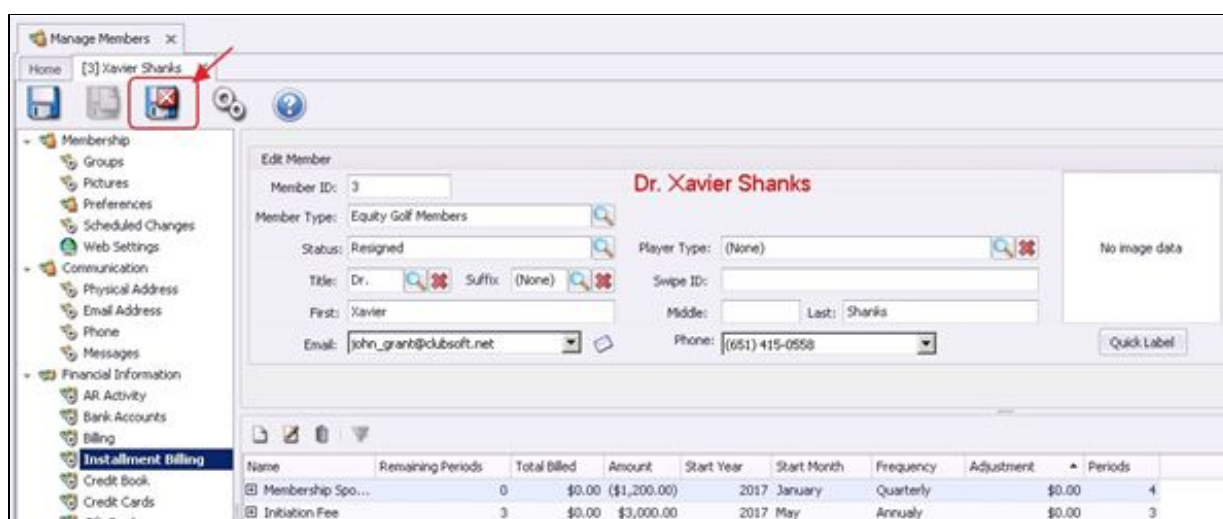 Manage Members
Home [3] Xavier Shanks
Membership
Groups
Pictures
Preferences
Scheduled Changes
Web Settings
Communication
Physical Address
Email Address
Phone
Messages
Financial Information
AR Activity
Bank Accounts
Billing
Installment Billing
Credit Book
Credit Cards
Edit Member
Dr. Xavier Shanks
Member ID: 3
Member Type: Equity Golf Members
Status: Resigned Player Type: (None)
No image data
Title: Dr. Suffix (None) Swipe ID:
First: Xavier Middle: Last: Shanks
Email: john_grant@clubsoft.net Phone: (651) 415-0558
Quick Label
Name Remaining Periods Total Billed Amount Start Year Start Month Frequency Adjustment Periods
Membership Spo... 0 $0.00 ($1,200.00) 2017 January Quarterly $0.00 4
Initiation Fee 3 $0.00 $3,000.00 2017 May Annualy $0.00 3